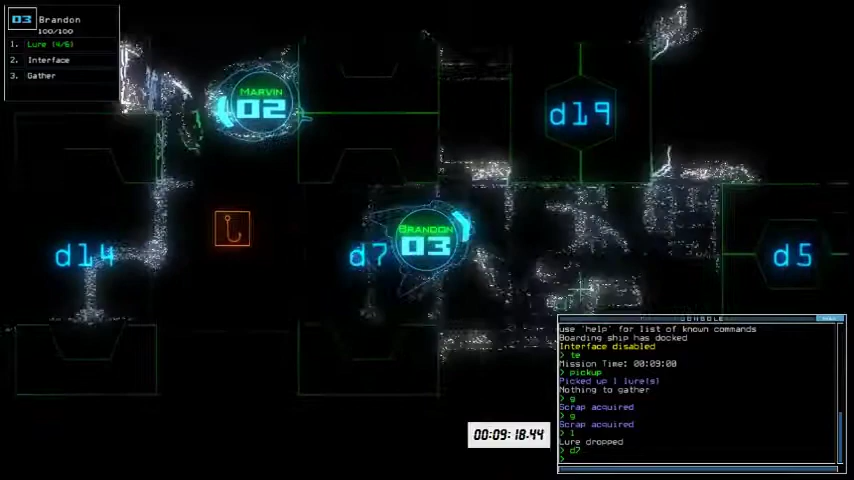 03 Brandon
100/100
1. Lure (4/6)
2. Interface
3. Gather
MARVIN
02
d19
BRANDON
03
d14
d7
d5
CONSOLE
use 'help' for list of known commands
Boarding ship has docked
Interface disabled
> te
Mission Time: 00:09:00
> pickup
Picked up 1 lure(s)
Nothing to gather
> g
Scrap acquired
> g
Scrap acquired
> l
Lure dropped
> d7
>
00:09:18.44